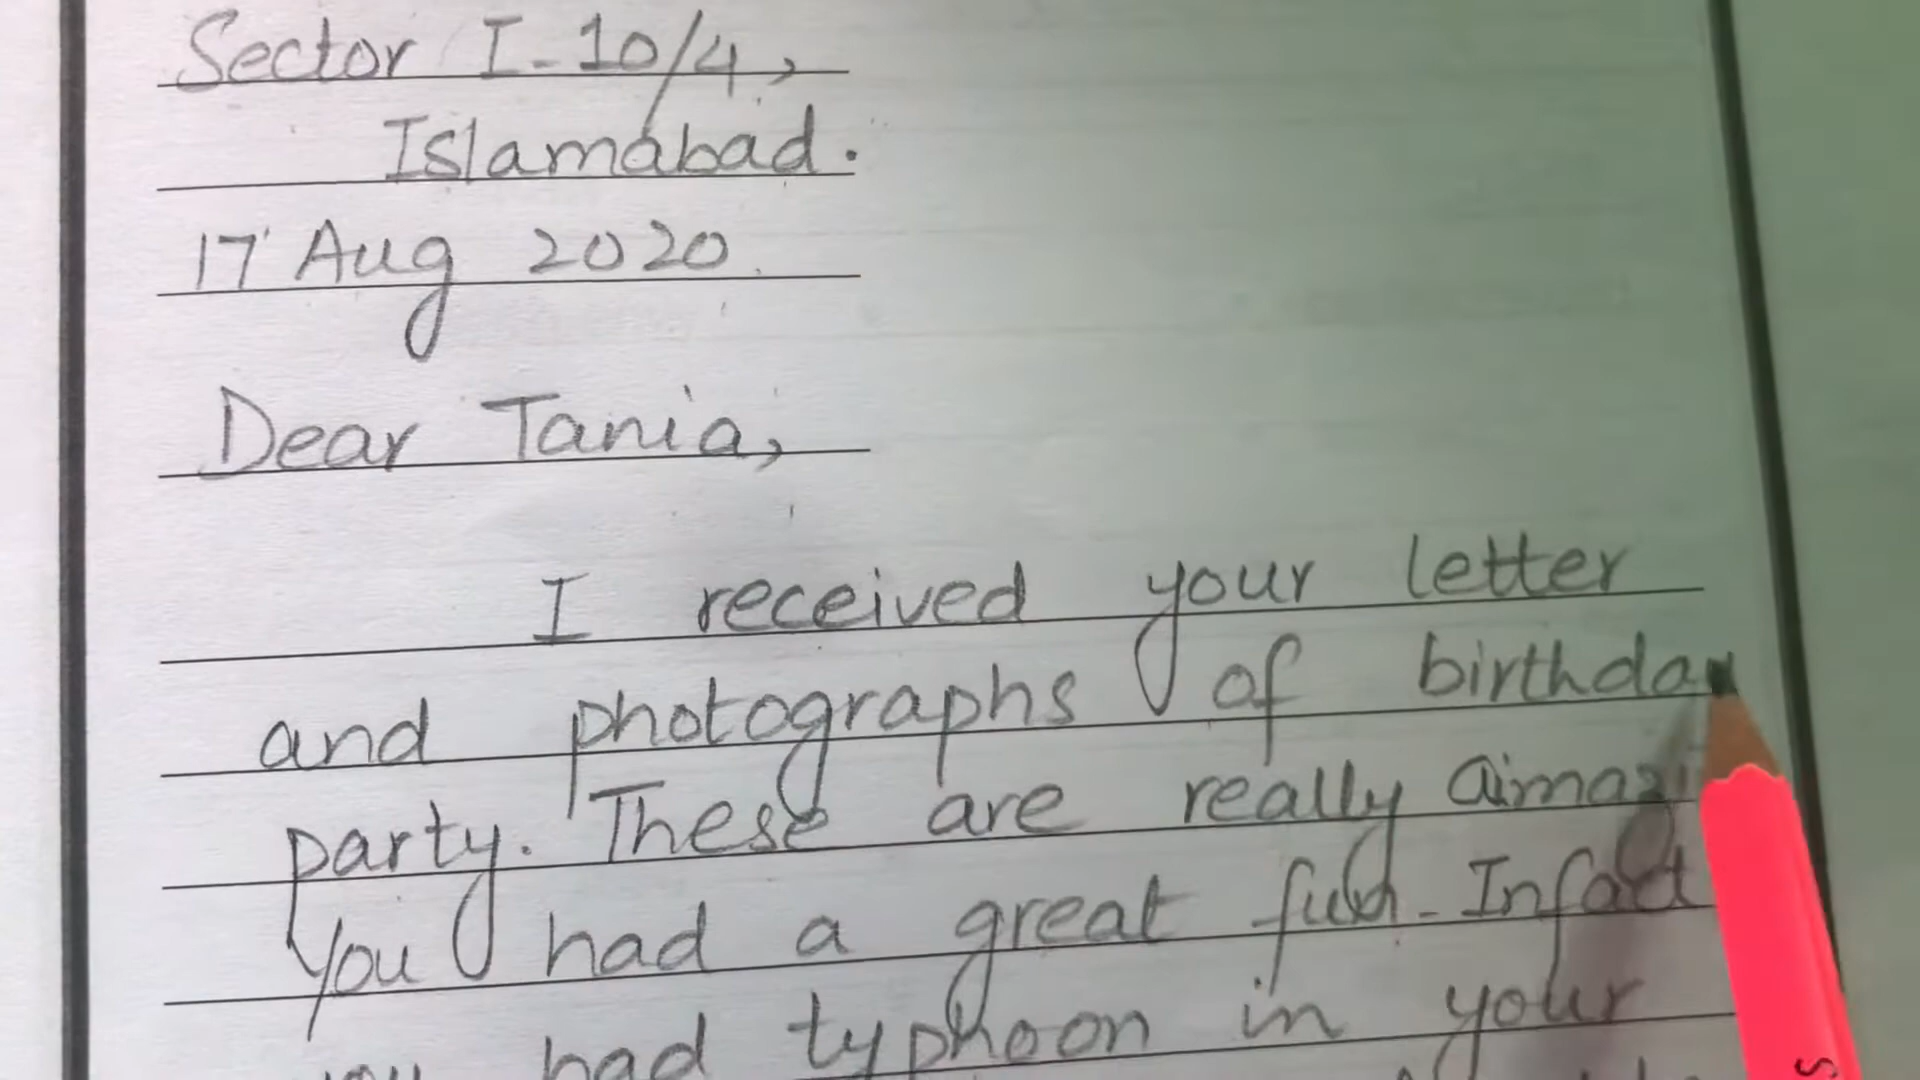 Sector I-10/4,
Islamabad.
17 Aug 2020.
Dear Tania,
I received your letter
and photographs of birthday
party. These are really
You had a great fun. Infact
you had typhoon in your